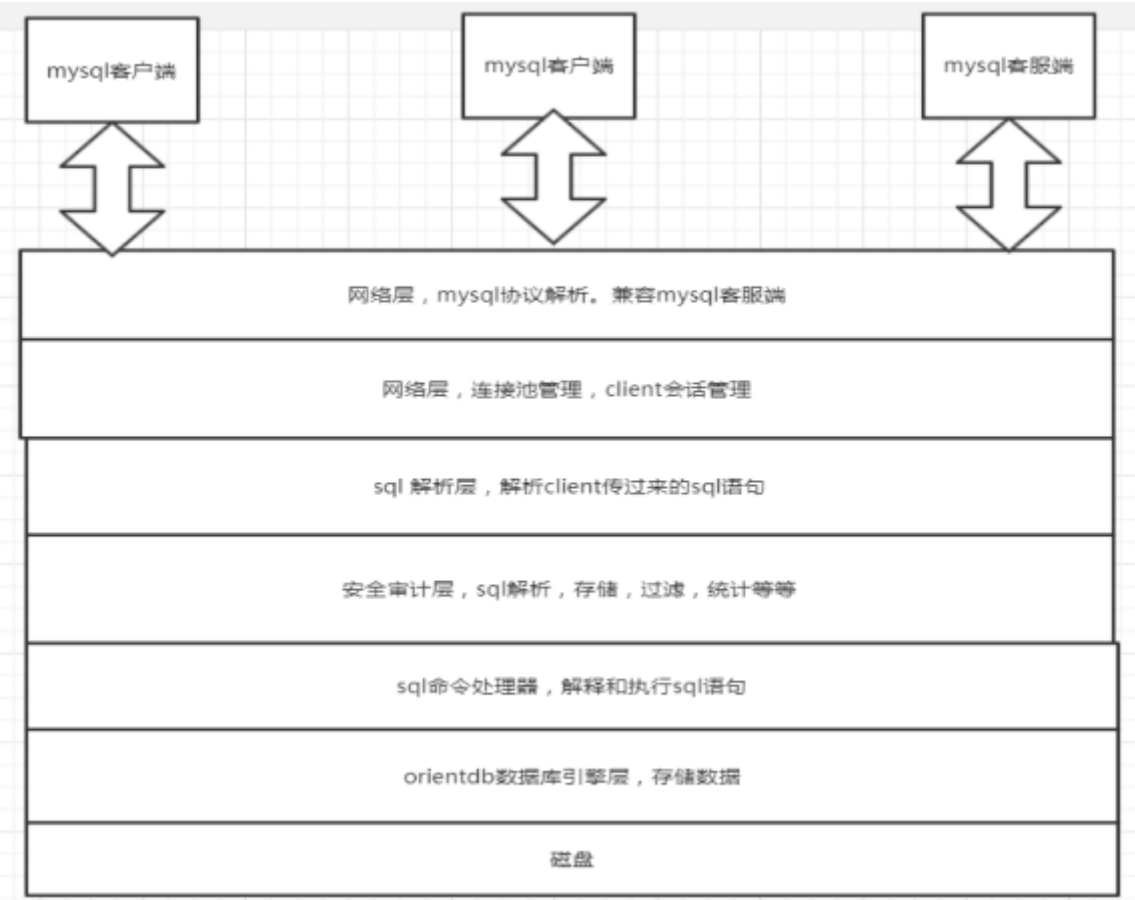 mysql客户端
mysql客户端
mysql客服端
网络层，mysql协议解析。兼容mysql客服端
网络层，连接池管理，client会话管理
sql 解析层，解析client传过来的sql语句
安全审计层，sql解析，存储，过滤，统计等等
sql命令处理器，解释和执行sql语句
orientdb数据库引擎层，存储数据
磁盘